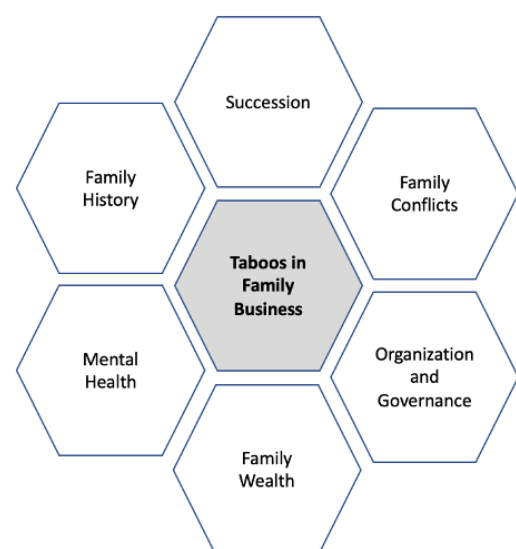 Succession
Family
History
Family
Conflicts
Taboos in
Family
Business
Mental
Health
Organization
and
Governance
Family
Wealth